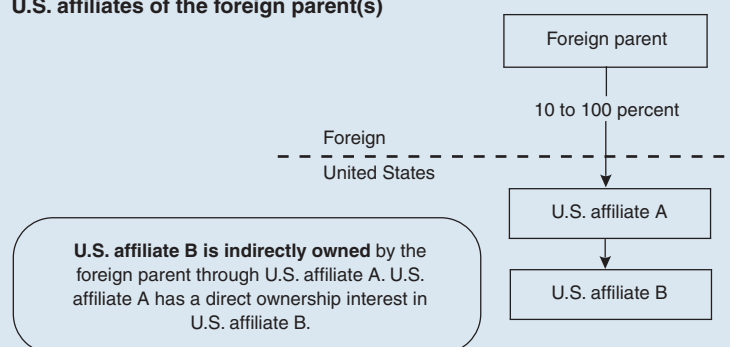 U.S. affiliates of the foreign parent(s)
Foreign parent
10 to 100 percent
Foreign
United States
U.S. affiliate A
U.S. affiliate B is indirectly owned by the
foreign parent through U.S. affiliate A. U.S.
affiliate A has a direct ownership interest in
U.S. affiliate B.
U.S. affiliate B